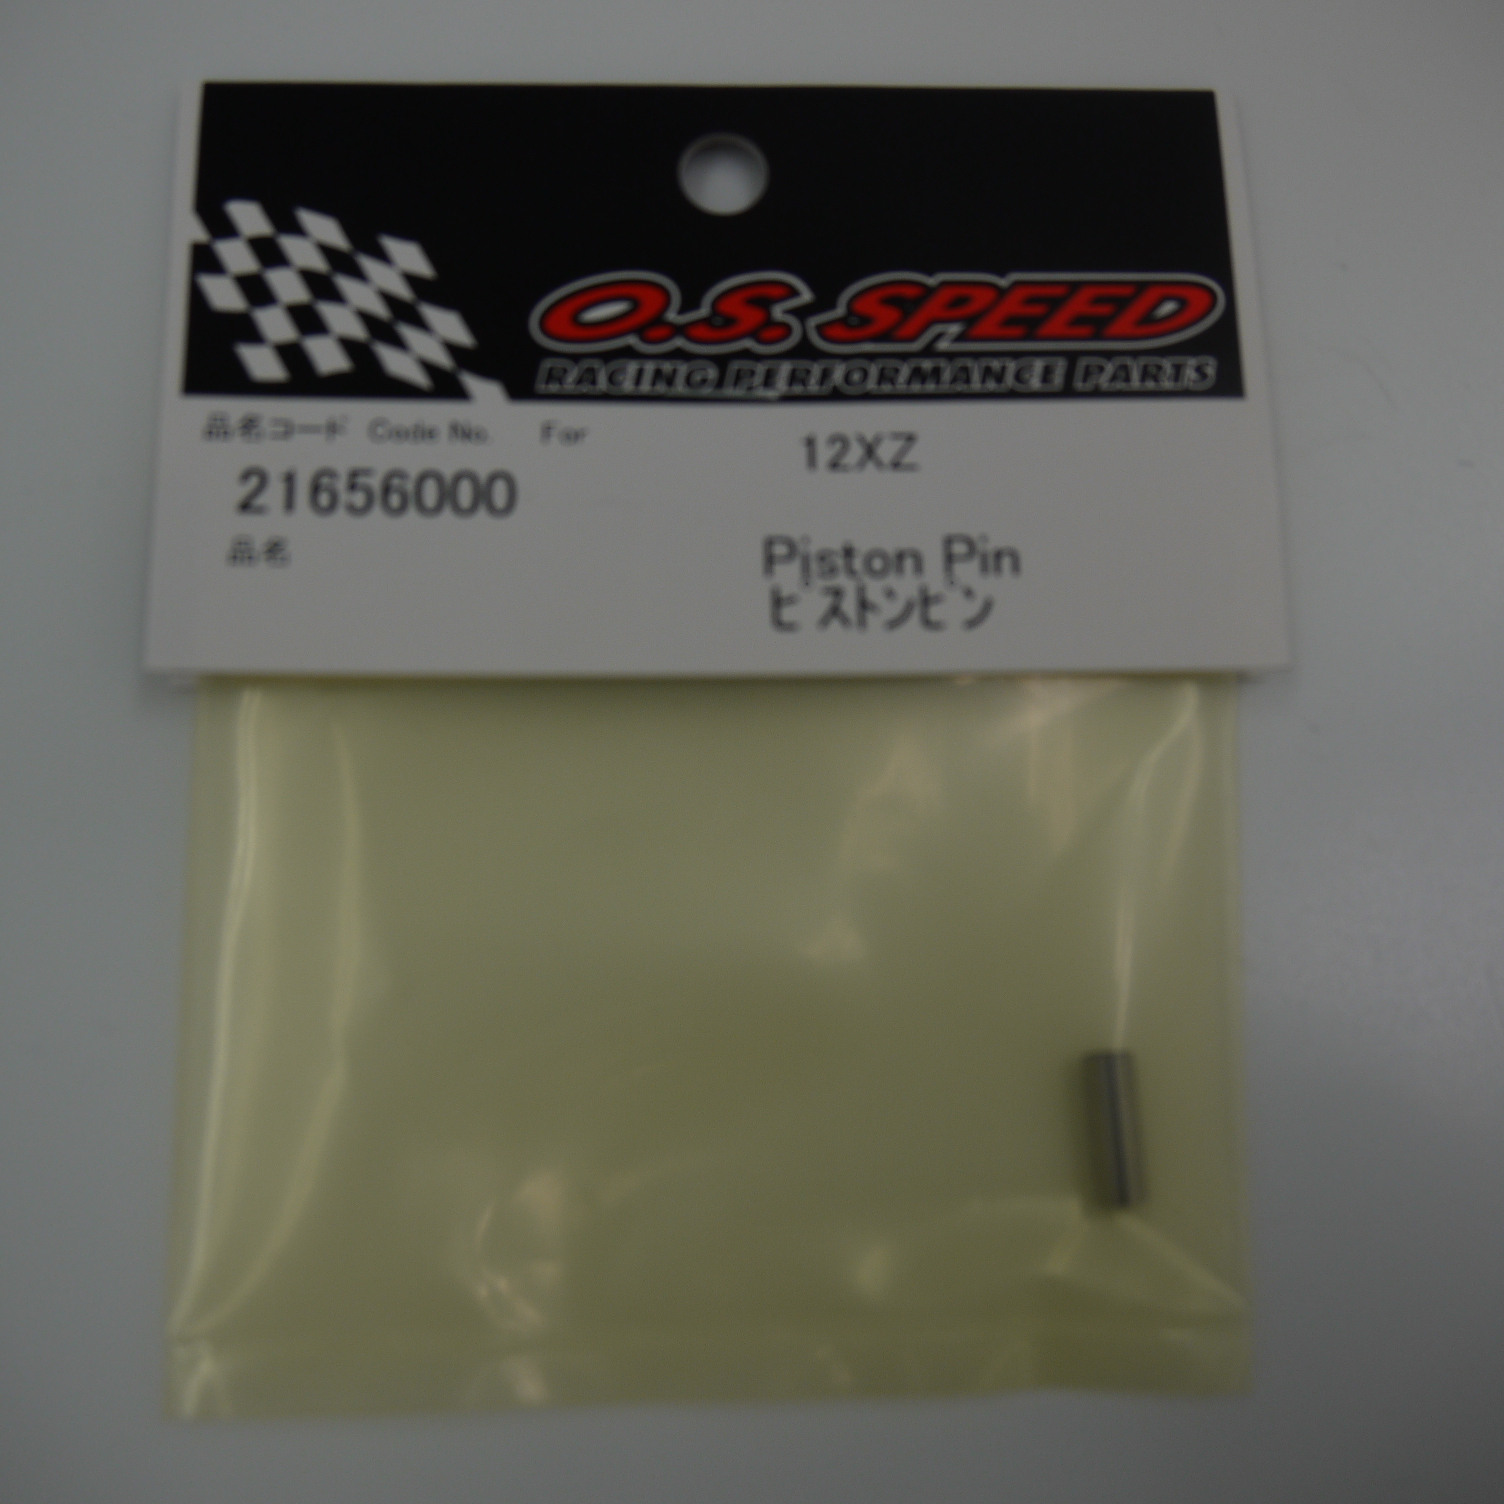 O.S. SPEED
RACING PERFORMANCE PARTS
品名コード Code No. For
12XZ
21656000
品名
Piston Pin
ピストンピン